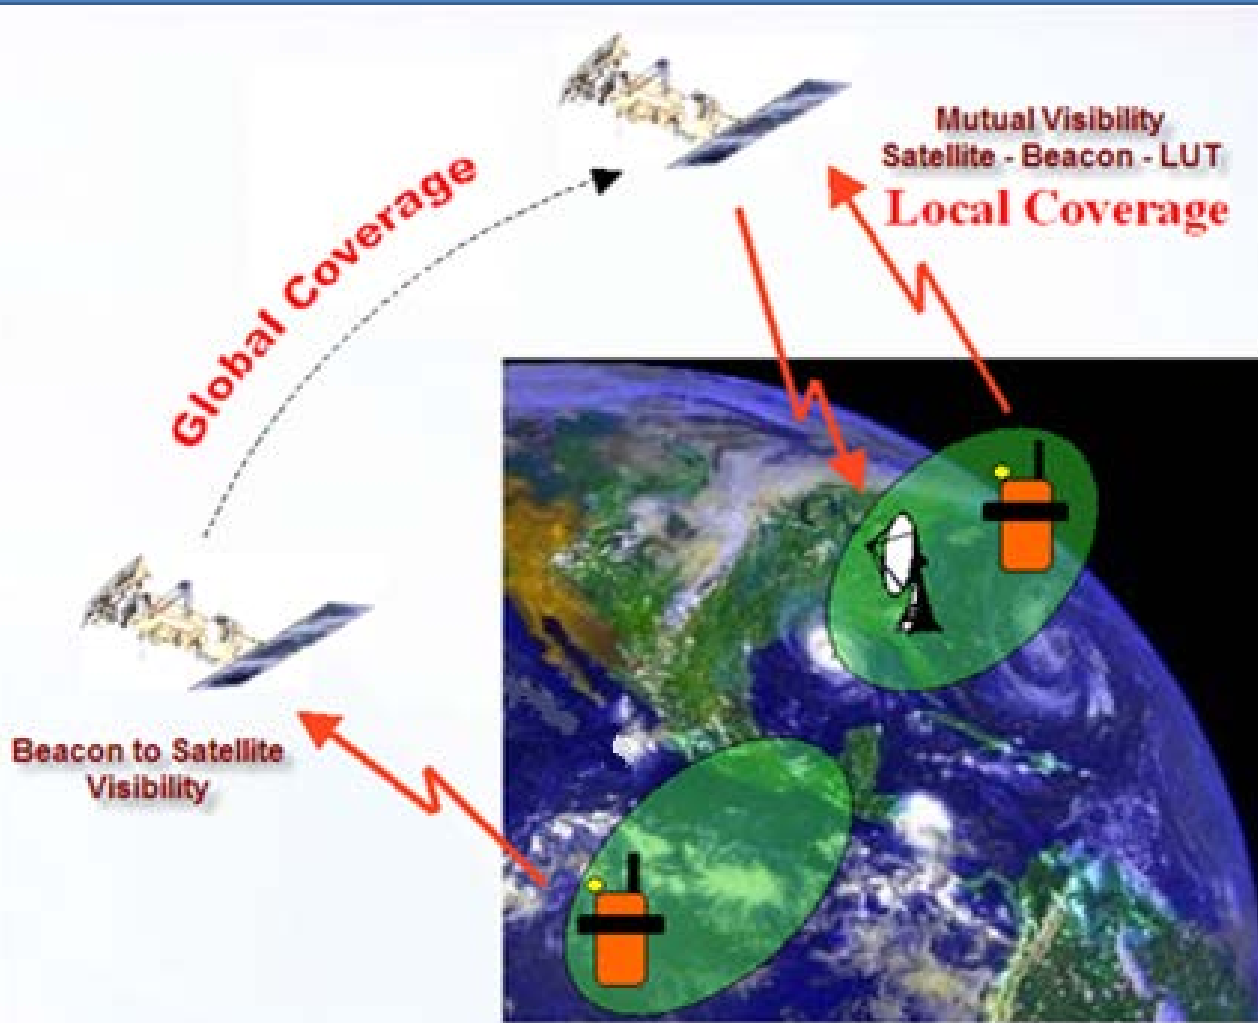 Mutual Visibility
Satellite - Beacon - LUT
Local Coverage
Global Coverage
Beacon to Satellite
Visibility